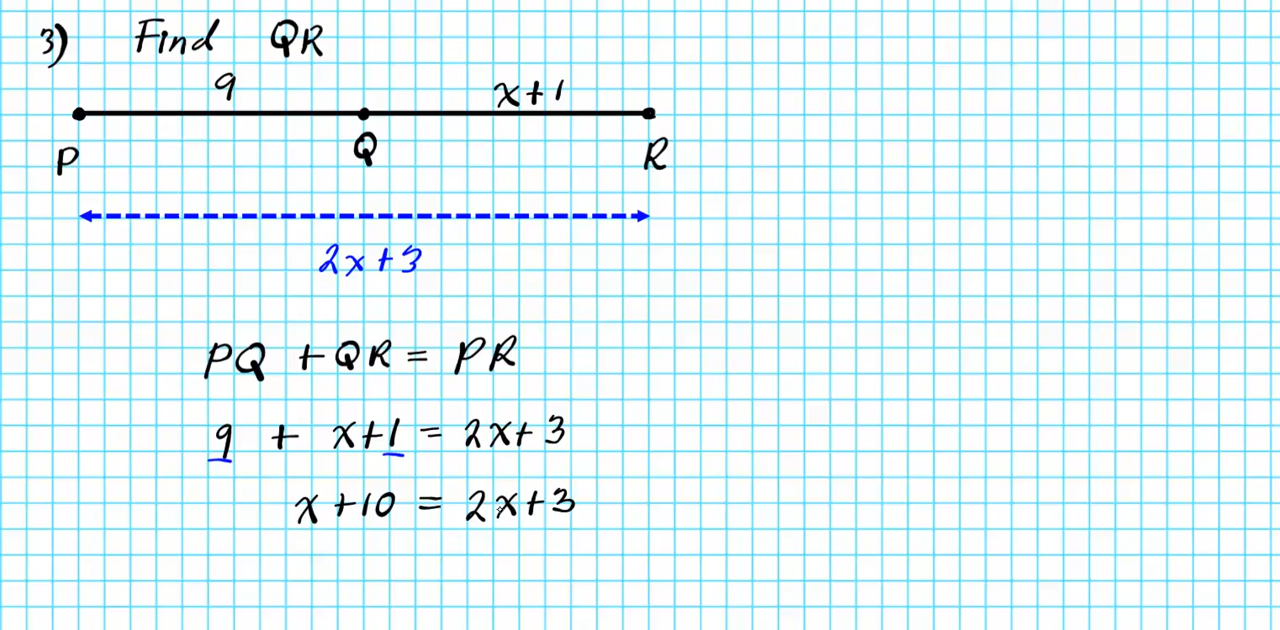 3) Find QR
9 x+1
P Q R
2x+3
PQ + QR = PR
9 + x+1 = 2x+3
x+10 = 2x+3